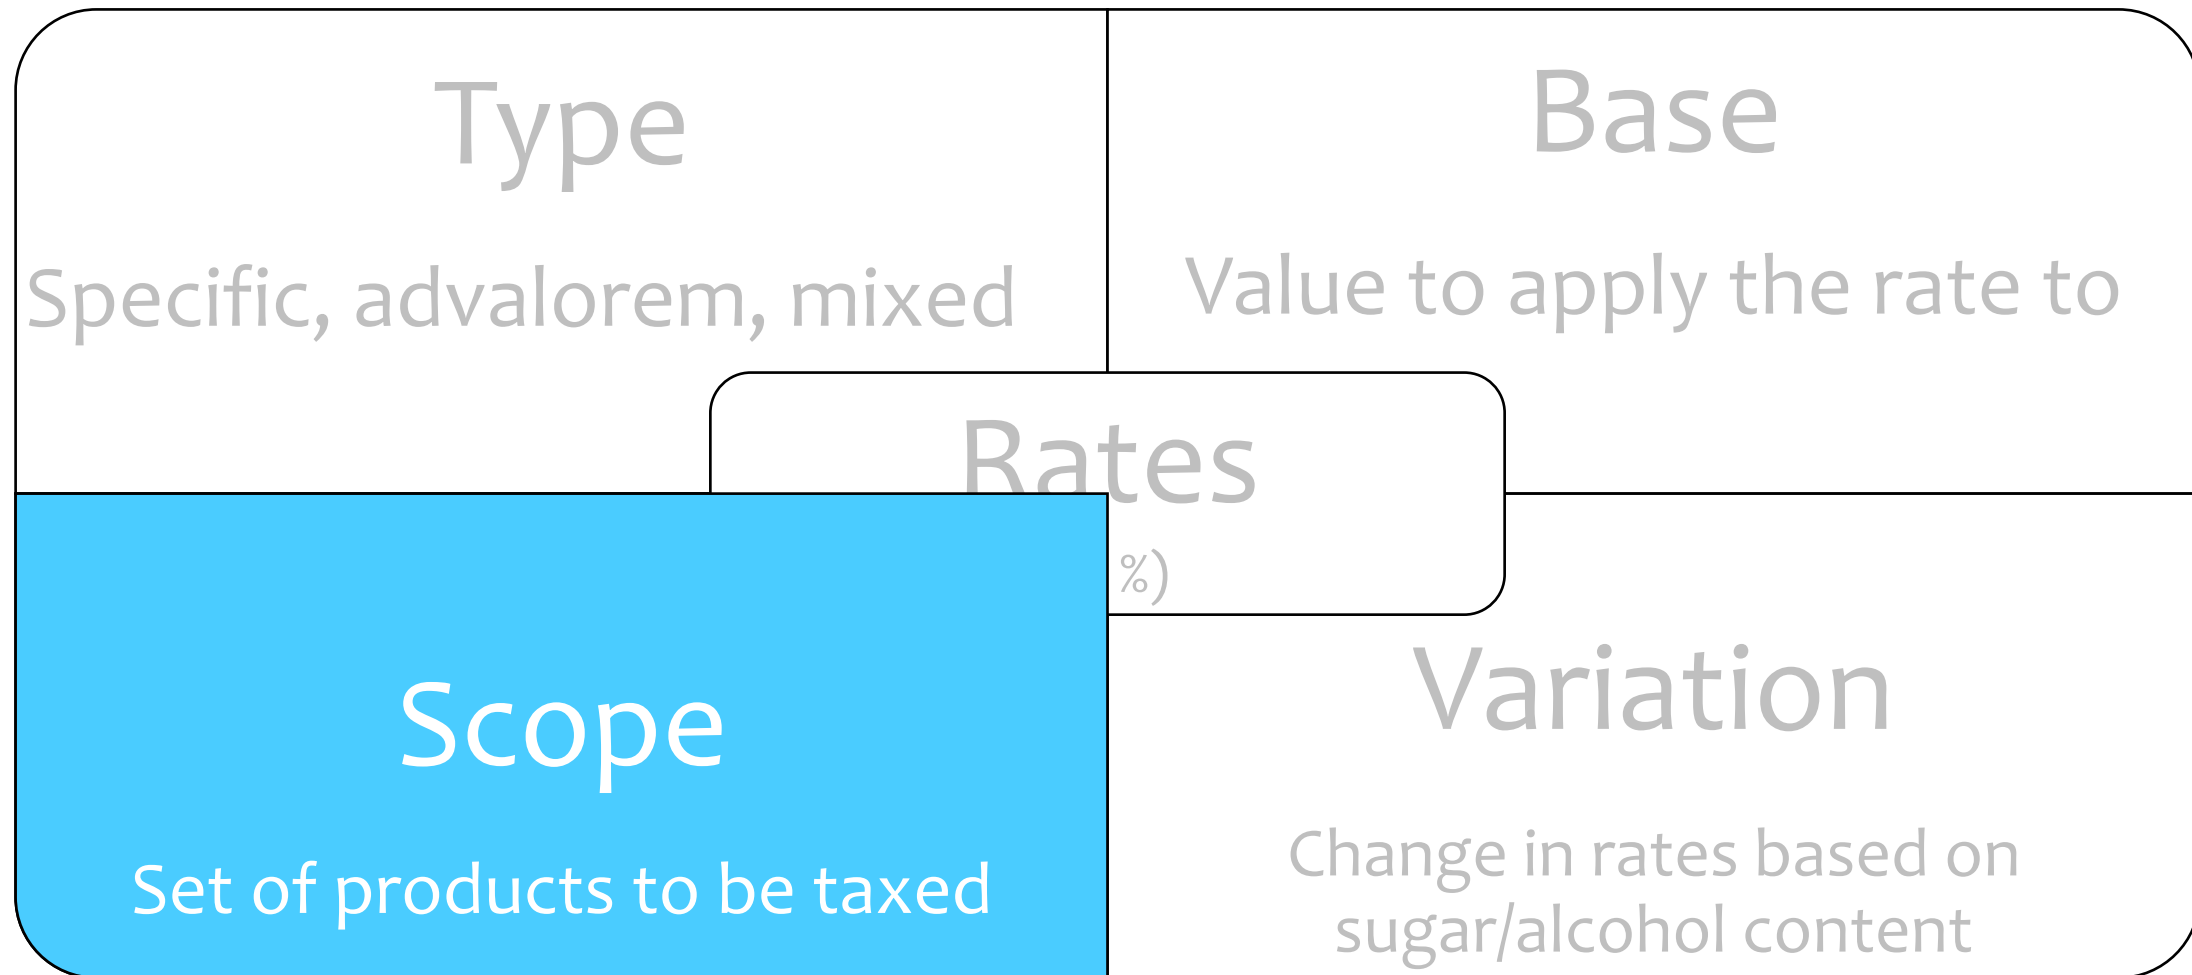 Type
Specific, advalorem, mixed
Base
Value to apply the rate to
Rates
%)
Scope
Set of products to be taxed
Variation
Change in rates based on
sugar/alcohol content